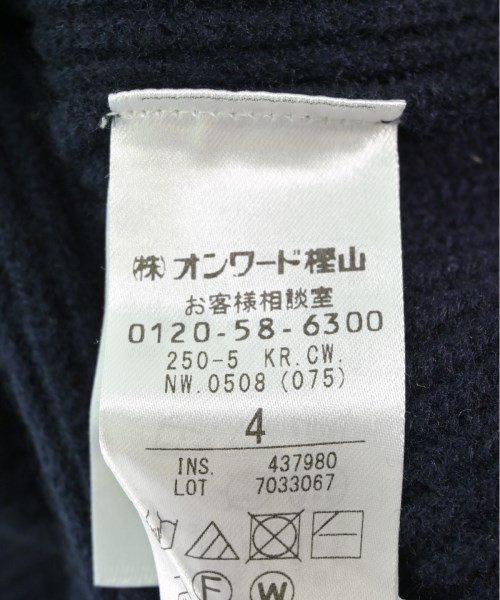 (株)オンワード樫山
お客様相談室
0120-58-6300
250-5 KR.CW.
NW.0508 (075)
4
INS. 437980
LOT 7033067
F W